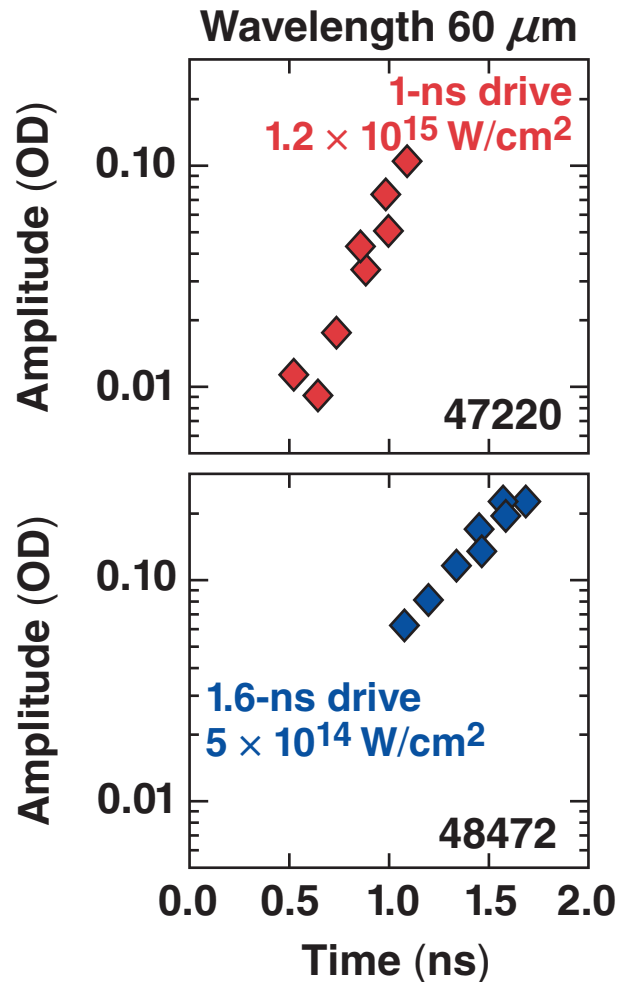 Wavelength 60 μm
Amplitude (OD)
1-ns drive
1.2 × 10¹⁵ W/cm²
0.10
0.01
47220
Amplitude (OD)
0.10
1.6-ns drive
5 × 10¹⁴ W/cm²
0.01
48472
0.0 0.5 1.0 1.5 2.0
Time (ns)